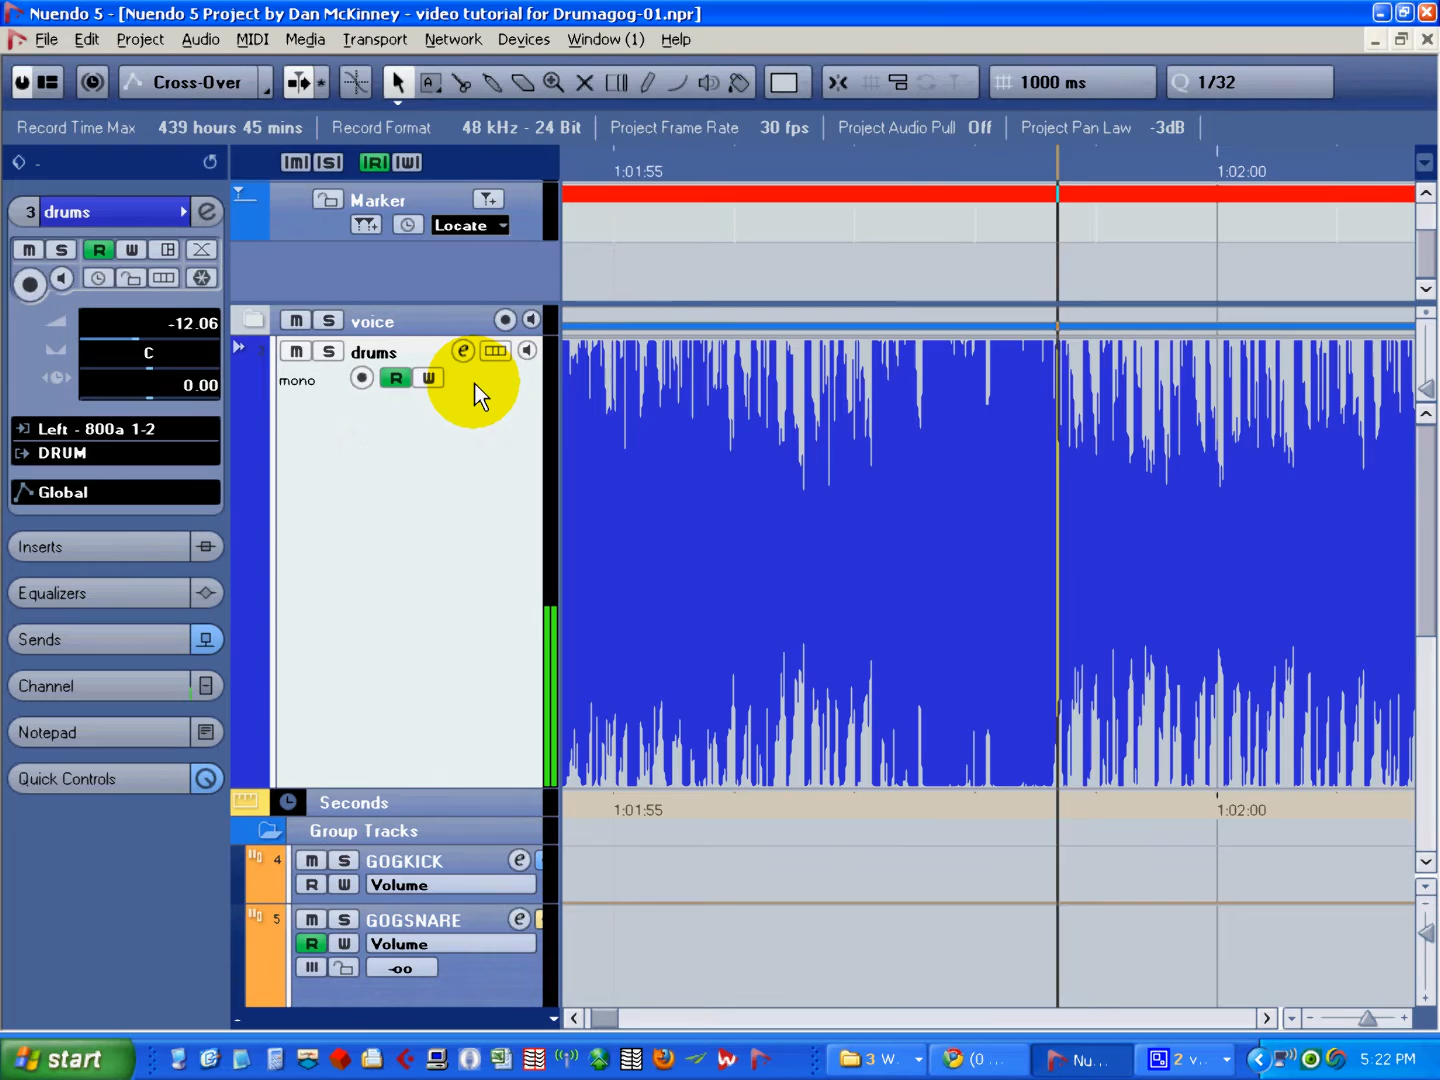 Nuendo 5 - [Nuendo 5 Project by Dan McKinney - video tutorial for Drumagog-01.npr]
File Edit Project Audio MIDI Media Transport Network Devices Window (1) Help
Cross-Over 1000 ms 1/32
Record Time Max 439 hours 45 mins Record Format 48 kHz - 24 Bit Project Frame Rate 30 fps Project Audio Pull Off Project Pan Law -3dB
-
M S R W
1:01:55 1:02:00
3 drums
Marker
Locate
M S R W
-12.06
C
0.00
M S voice
M S drums
mono R W
Left - 800a 1-2
DRUM
Global
Inserts
Equalizers
Sends
Channel
Notepad
Quick Controls
Seconds
1:01:55 1:02:00
Group Tracks
4 M S GOGKICK
R W Volume
5 M S GOGSNARE
R W Volume
-oo
start
3 W...
(0 ...
Nu...
2 v...
5:22 PM